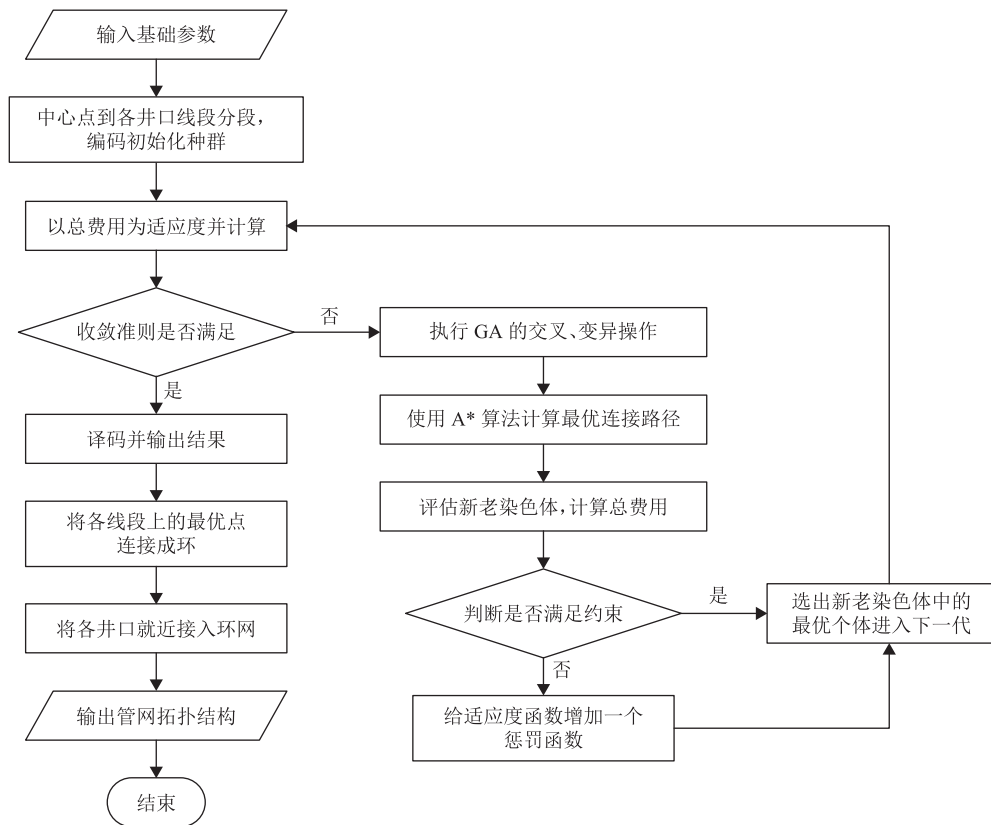 输入基础参数
中心点到各井口线段分段，
编码初始化种群
以总费用为适应度并计算
收敛准则是否满足
否
是
译码并输出结果
将各线段上的最优点
连接成环
将各井口就近接入环网
输出管网拓扑结构
结束
执行 GA 的交叉、变异操作
使用 A* 算法计算最优连接路径
评估新老染色体，计算总费用
判断是否满足约束
是
否
选出新老染色体中的
最优个体进入下一代
给适应度函数增加一个
惩罚函数